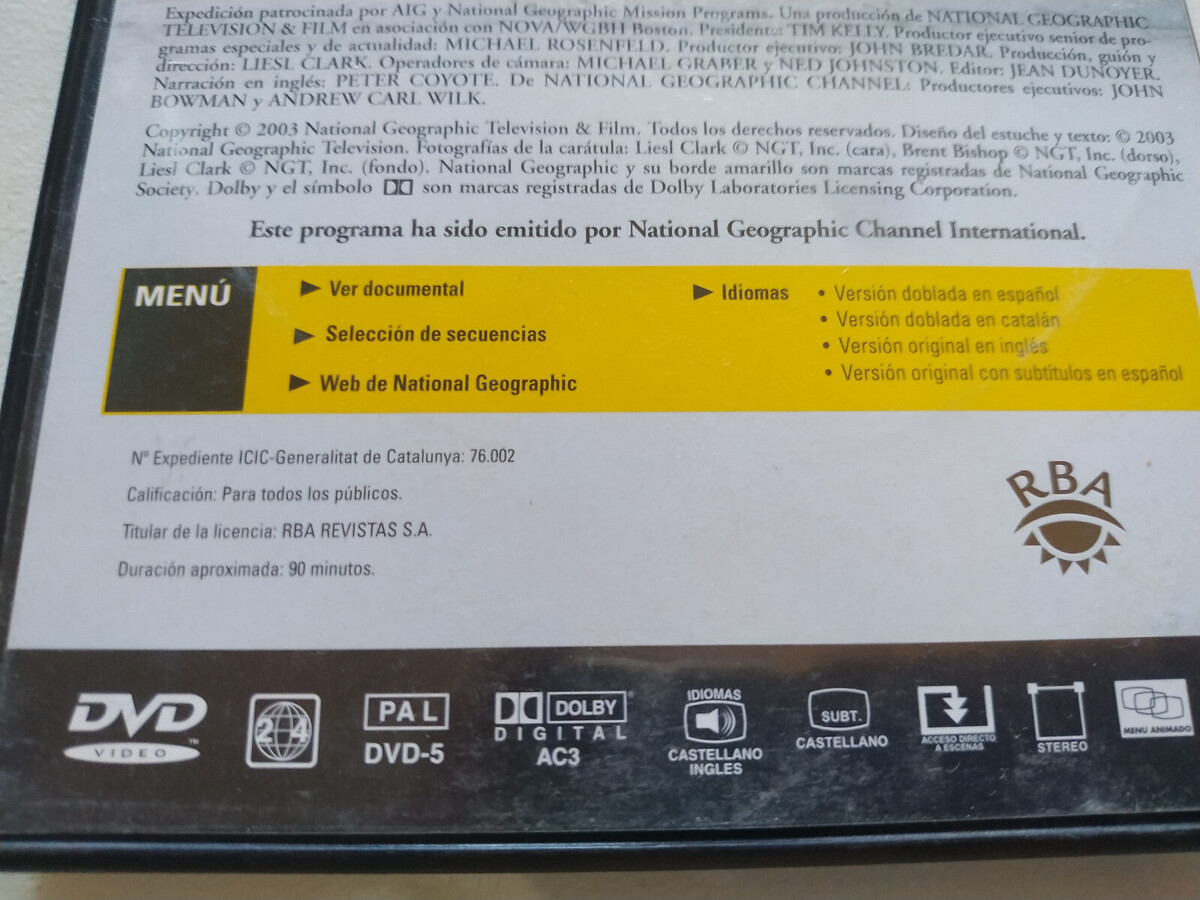 Expedición patrocinada por AIG y National Geographic Mission Programs. Una producción de NATIONAL GEOGRAPHIC
TELEVISION & FILM en asociación con NOVA/WGBH Boston. Presidente: TIM KELLY. Productor ejecutivo senior de pro-
gramas especiales y de actualidad: MICHAEL ROSENFELD. Productor ejecutivo: JOHN BREDAR. Producción, guión y
dirección: LIESL CLARK. Operadores de cámara: MICHAEL GRABER y NED JOHNSTON. Editor: JEAN DUNOYER.
Narración en inglés: PETER COYOTE. De NATIONAL GEOGRAPHIC CHANNEL: Productores ejecutivos: JOHN
BOWMAN y ANDREW CARL WILK.
Copyright © 2003 National Geographic Television & Film. Todos los derechos reservados. Diseño del estuche y texto: © 2003
National Geographic Television. Fotografías de la carátula: Liesl Clark © NGT, Inc. (cara), Brent Bishop © NGT, Inc. (dorso),
Liesl Clark © NGT, Inc. (fondo). National Geographic y su borde amarillo son marcas registradas de National Geographic
Society. Dolby y el símbolo son marcas registradas de Dolby Laboratories Licensing Corporation.
Este programa ha sido emitido por National Geographic Channel International.
MENÚ
► Ver documental
► Selección de secuencias
► Web de National Geographic
► Idiomas
• Versión doblada en español
• Versión doblada en catalán
• Versión original en inglés
• Versión original con subtítulos en español
Nº Expediente ICIC-Generalitat de Catalunya: 76.002
Calificación: Para todos los públicos.
Titular de la licencia: RBA REVISTAS S.A.
Duración aproximada: 90 minutos.
RBA
DVD
VIDEO
™
2 4
PAL
DVD-5
DOLBY
DIGITAL
AC3
IDIOMAS
CASTELLANO
INGLES
SUBT.
CASTELLANO
ACCESO DIRECTO
A ESCENAS
STEREO
MENU ANIMADO